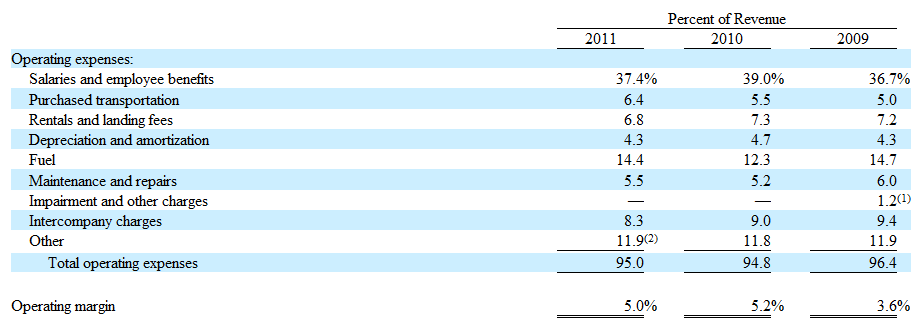 Percent of Revenue
2011 2010 2009
Operating expenses:
Salaries and employee benefits 37.4% 39.0% 36.7%
Purchased transportation 6.4 5.5 5.0
Rentals and landing fees 6.8 7.3 7.2
Depreciation and amortization 4.3 4.7 4.3
Fuel 14.4 12.3 14.7
Maintenance and repairs 5.5 5.2 6.0
Impairment and other charges — — 1.2(1)
Intercompany charges 8.3 9.0 9.4
Other 11.9(2) 11.8 11.9
Total operating expenses 95.0 94.8 96.4
Operating margin 5.0% 5.2% 3.6%